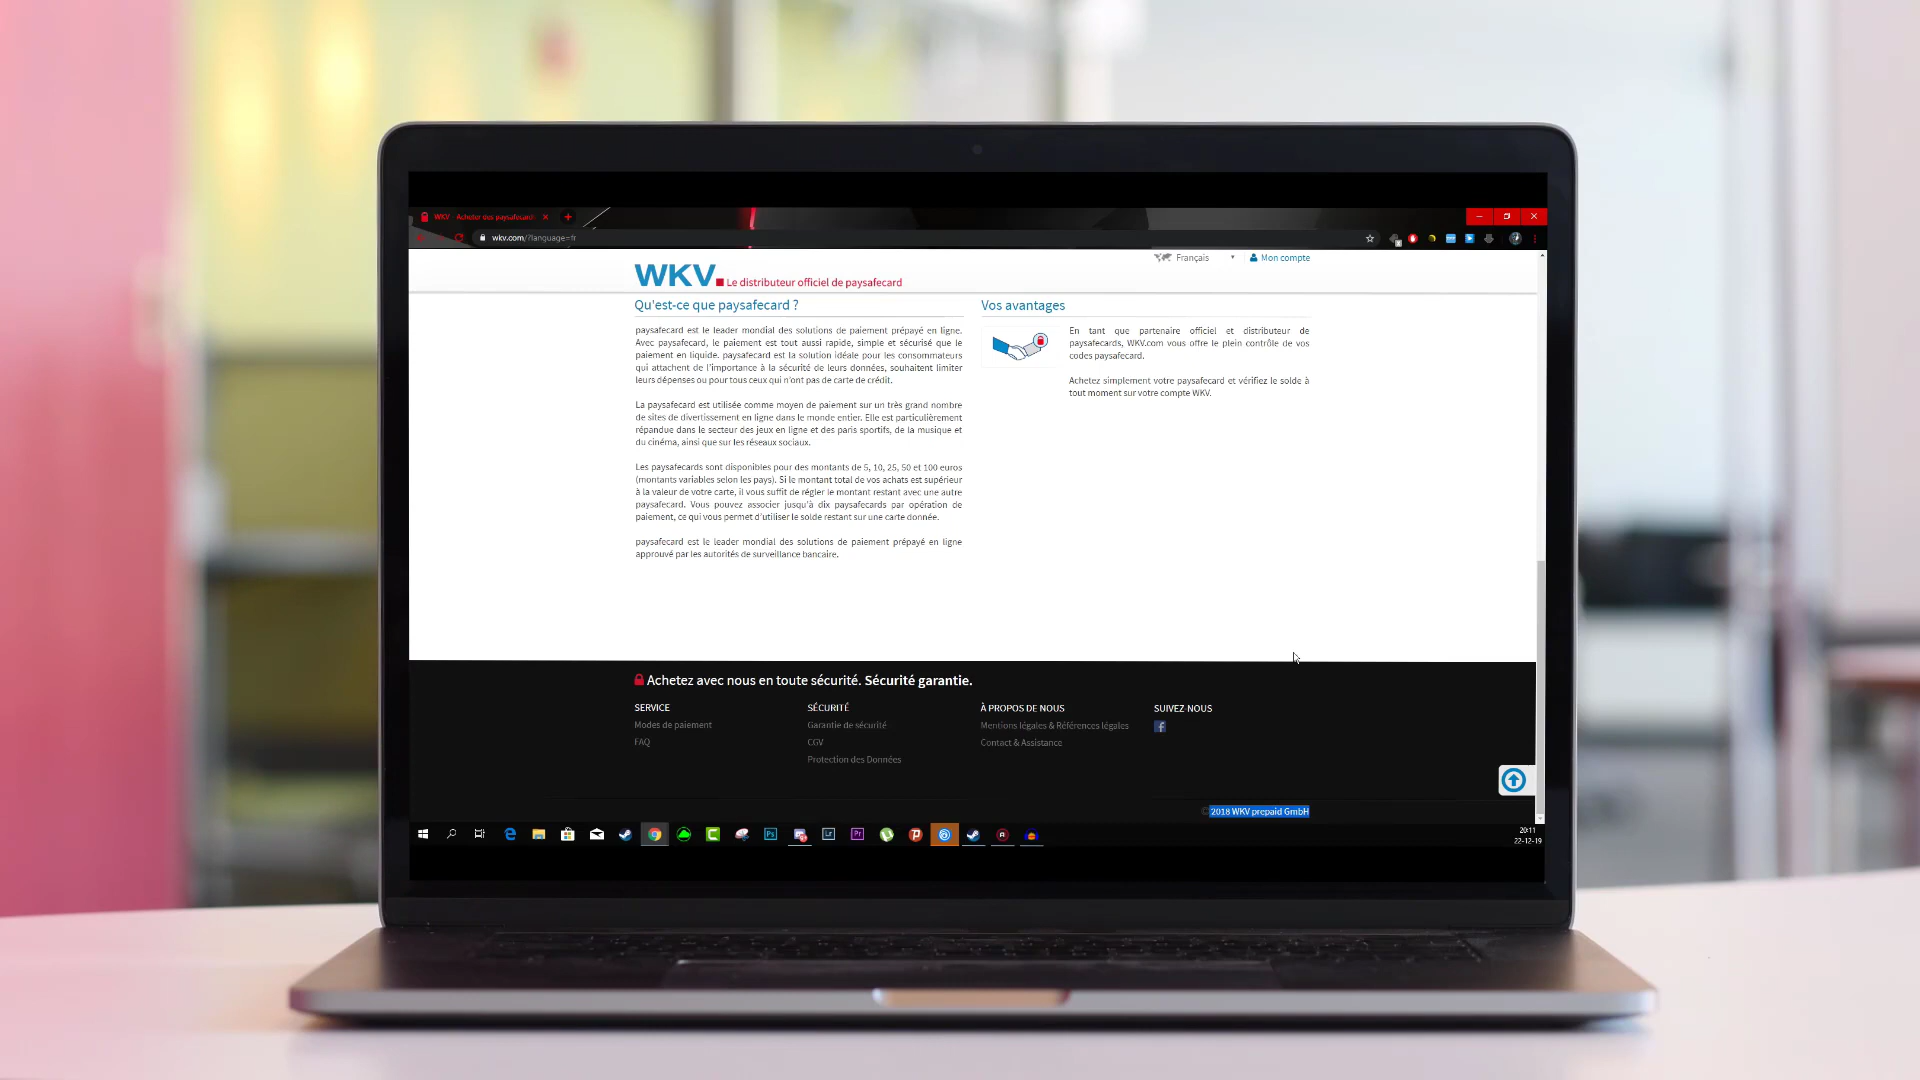 WKV - Acheter des paysafecard
wkv.com/?language=fr
Français
Mon compte
WKV Le distributeur officiel de paysafecard
Qu'est-ce que paysafecard ?
paysafecard est le leader mondial des solutions de paiement prépayé en ligne.
Avec paysafecard, le paiement est tout aussi rapide, simple et sécurisé que le
paiement en liquide. paysafecard est la solution idéale pour les consommateurs
qui attachent de l'importance à la sécurité de leurs données, souhaitent limiter
leurs dépenses ou pour tous ceux qui n'ont pas de carte de crédit.
La paysafecard est utilisée comme moyen de paiement sur un très grand nombre
de sites de divertissement en ligne dans le monde entier. Elle est particulièrement
répandue dans le secteur des jeux en ligne et des paris sportifs, de la musique et
du cinéma, ainsi que sur les réseaux sociaux.
Les paysafecards sont disponibles pour des montants de 5, 10, 25, 50 et 100 euros
(montants variables selon les pays). Si le montant total de vos achats est supérieur
à la valeur de votre carte, il vous suffit de régler le montant restant avec une autre
paysafecard. Vous pouvez associer jusqu'à dix paysafecards par opération de
paiement, ce qui vous permet d'utiliser le solde restant sur une carte donnée.
paysafecard est le leader mondial des solutions de paiement prépayé en ligne
approuvé par les autorités de surveillance bancaire.
Vos avantages
En tant que partenaire officiel et distributeur de
paysafecards, WKV.com vous offre le plein contrôle de vos
codes paysafecard.
Achetez simplement votre paysafecard et vérifiez le solde à
tout moment sur votre compte WKV.
Achetez avec nous en toute sécurité. Sécurité garantie.
SERVICE
Modes de paiement
FAQ
SÉCURITÉ
Garantie de sécurité
CGV
Protection des Données
À PROPOS DE NOUS
Mentions légales & Références légales
Contact & Assistance
SUIVEZ-NOUS
© 2018 WKV prepaid GmbH
20:11
22-12-19